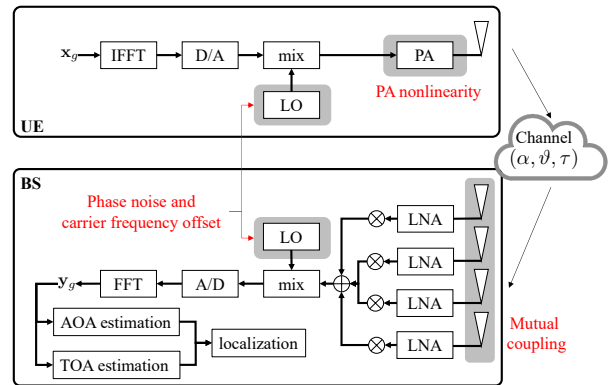 x_g
IFFT
D/A
mix
PA
LO
PA nonlinearity
UE
Channel
(α, ϑ, τ)
BS
Phase noise and
carrier frequency offset
LO
LNA
LNA
LNA
LNA
y_g
FFT
A/D
mix
AOA estimation
TOA estimation
localization
Mutual
coupling